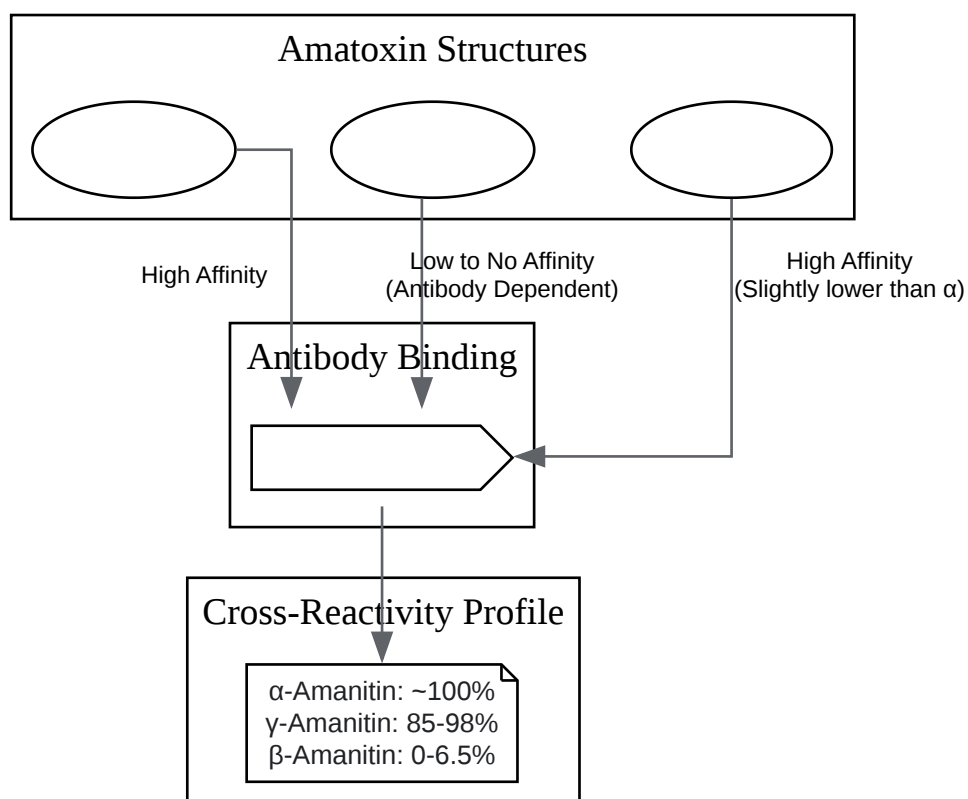 Amatoxin Structures
High Affinity
Low to No Affinity
(Antibody Dependent)
High Affinity
(Slightly lower than α)
Antibody Binding
Cross-Reactivity Profile
α-Amanitin: ~100%
γ-Amanitin: 85-98%
β-Amanitin: 0-6.5%